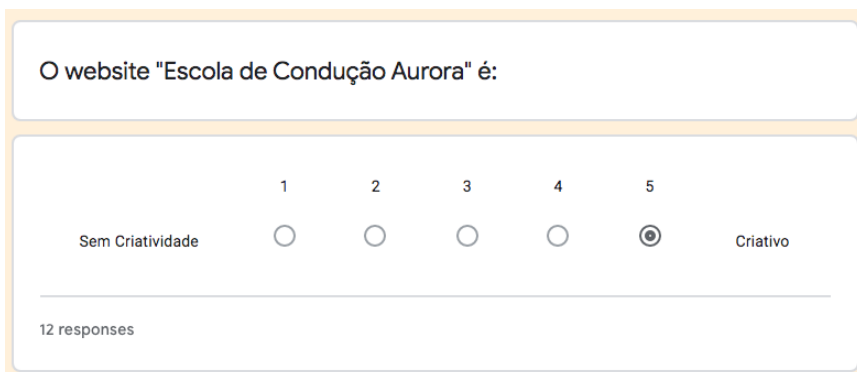 O website "Escola de Condução Aurora" é:
1 2 3 4 5
Sem Criatividade Criativo
12 responses